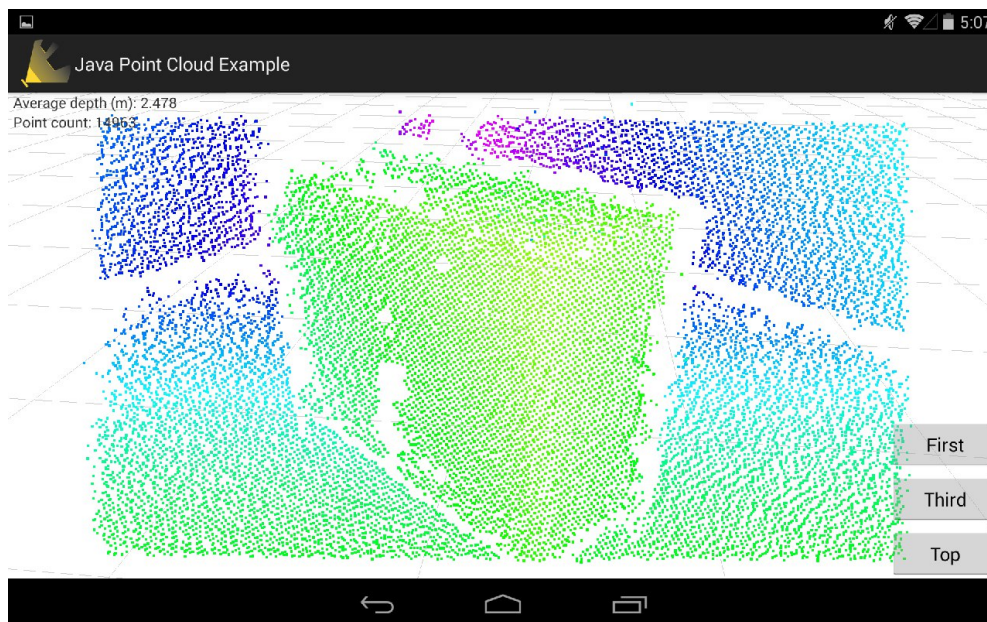 5:07
Java Point Cloud Example
Average depth (m): 2.478
Point count: 14953
First
Third
Top